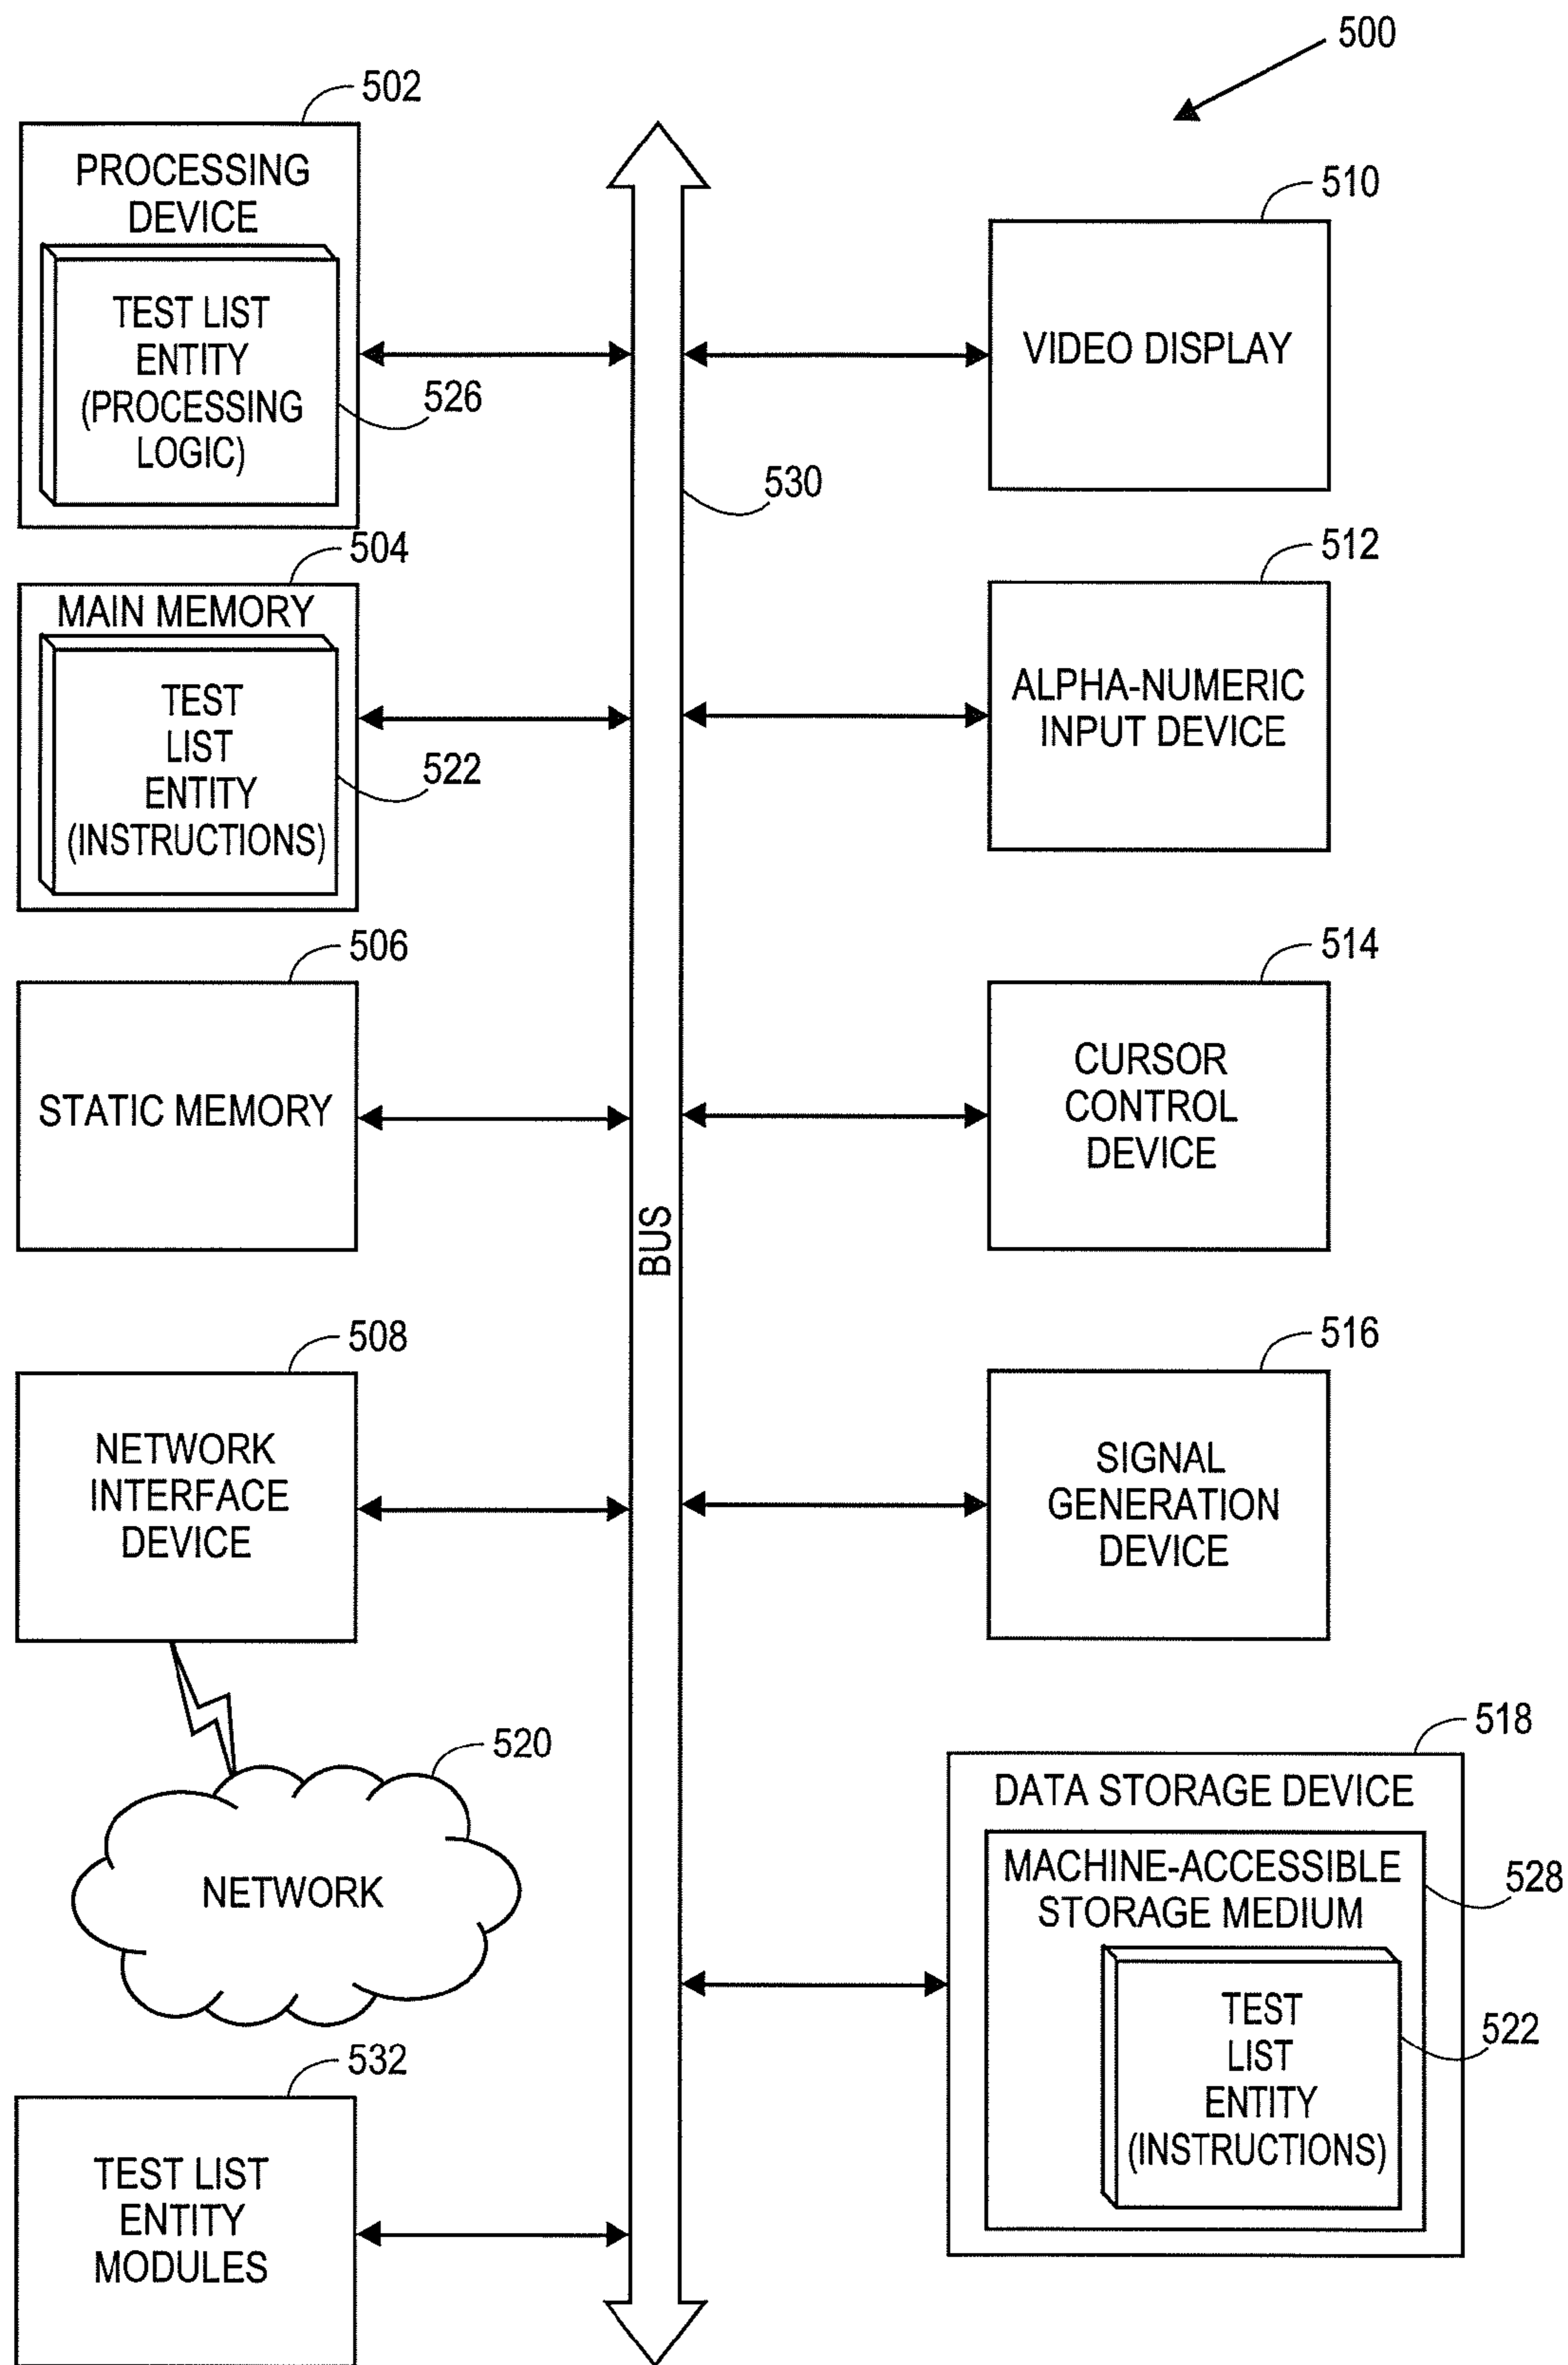 500
502
PROCESSING
DEVICE
TEST LIST
ENTITY
(PROCESSING
LOGIC)
526
504
MAIN MEMORY
TEST
LIST
ENTITY
(INSTRUCTIONS)
522
506
STATIC MEMORY
508
NETWORK
INTERFACE
DEVICE
520
NETWORK
532
TEST LIST
ENTITY
MODULES
530
BUS
510
VIDEO DISPLAY
512
ALPHA-NUMERIC
INPUT DEVICE
514
CURSOR
CONTROL
DEVICE
516
SIGNAL
GENERATION
DEVICE
518
DATA STORAGE DEVICE
MACHINE-ACCESSIBLE
STORAGE MEDIUM
528
TEST
LIST
ENTITY
(INSTRUCTIONS)
522